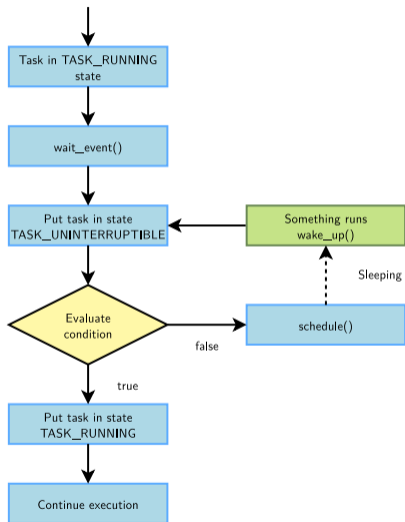 Task in TASK_RUNNING
state
wait_event()
Put task in state
TASK_UNINTERRUPTIBLE
Something runs
wake_up()
Sleeping
Evaluate
condition
schedule()
false
true
Put task in state
TASK_RUNNING
Continue execution